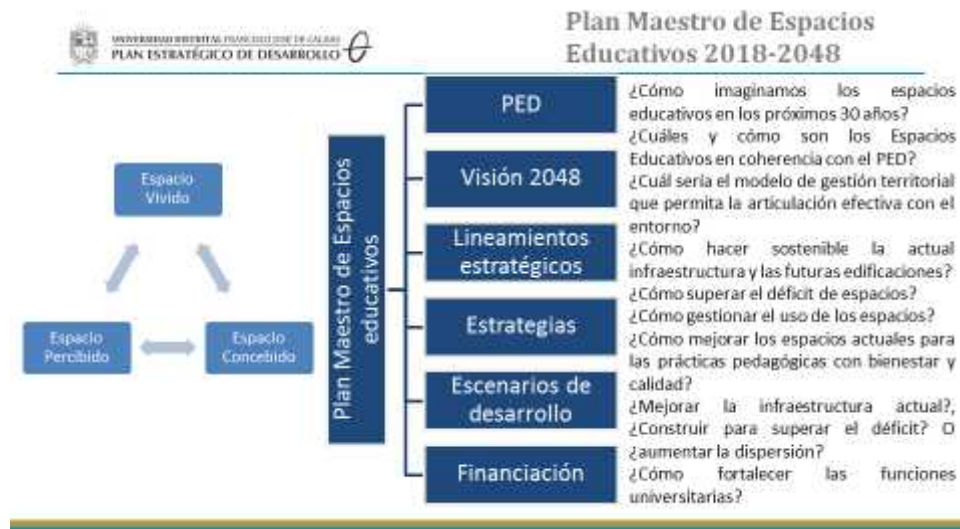 UNIVERSIDAD DISTRITAL FRANCISCO JOSÉ DE CALDAS
PLAN ESTRATÉGICO DE DESARROLLO
Plan Maestro de Espacios
Educativos 2018-2048
Espacio
Vivido
Espacio
Percibido
Espacio
Concebido
Plan Maestro de Espacios
educativos
PED
Visión 2048
Lineamientos
estratégicos
Estrategias
Escenarios de
desarrollo
Financiación
¿Cómo imaginamos los espacios
educativos en los próximos 30 años?
¿Cuáles y cómo son los Espacios
Educativos en coherencia con el PED?
¿Cuál sería el modelo de gestión territorial
que permita la articulación efectiva con el
entorno?
¿Cómo hacer sostenible la actual
infraestructura y las futuras edificaciones?
¿Cómo superar el déficit de espacios?
¿Cómo gestionar el uso de los espacios?
¿Cómo mejorar los espacios actuales para
las prácticas pedagógicas con bienestar y
calidad?
¿Mejorar la infraestructura actual?,
¿Construir para superar el déficit? O
¿aumentar la dispersión?
¿Cómo fortalecer las funciones
universitarias?